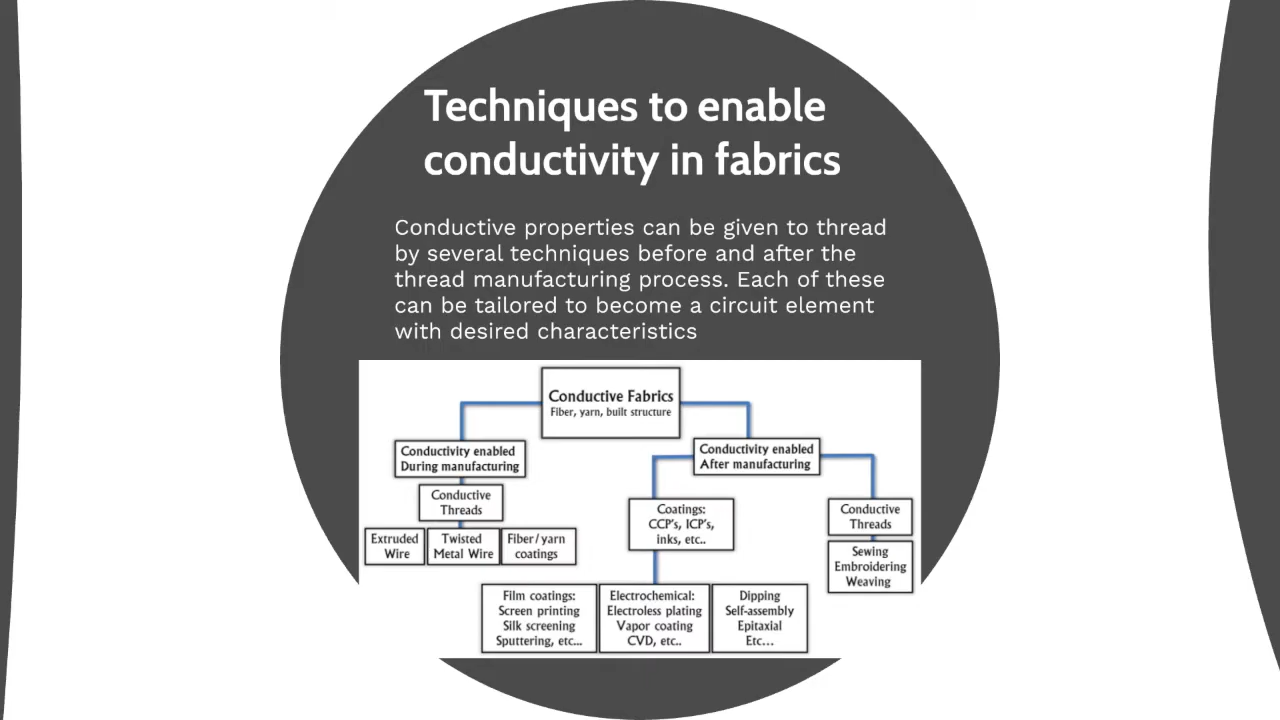 Techniques to enable
conductivity in fabrics
Conductive properties can be given to thread
by several techniques before and after the
thread manufacturing process. Each of these
can be tailored to become a circuit element
with desired characteristics
Conductive Fabrics
Fiber, yarn, built structure
Conductivity enabled
During manufacturing
Conductive
Threads
Extruded
Wire
Twisted
Metal Wire
Fiber/yarn
coatings
Conductivity enabled
After manufacturing
Coatings:
CCP's, ICP's,
inks, etc..
Conductive
Threads
Sewing
Embroidering
Weaving
Film coatings:
Screen printing
Silk screening
Sputtering, etc...
Electrochemical:
Electroless plating
Vapor coating
CVD, etc..
Dipping
Self-assembly
Epitaxial
Etc...